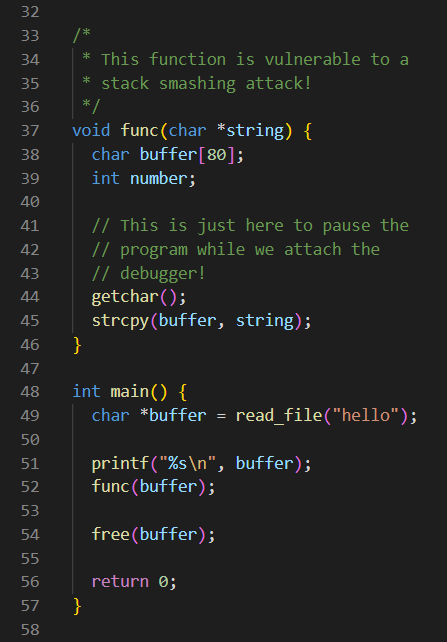 32
33 /*
34 * This function is vulnerable to a
35 * stack smashing attack!
36 */
37 void func(char *string) {
38 char buffer[80];
39 int number;
40
41 // This is just here to pause the
42 // program while we attach the
43 // debugger!
44 getchar();
45 strcpy(buffer, string);
46 }
47
48 int main() {
49 char *buffer = read_file("hello");
50
51 printf("%s\n", buffer);
52 func(buffer);
53
54 free(buffer);
55
56 return 0;
57 }
58